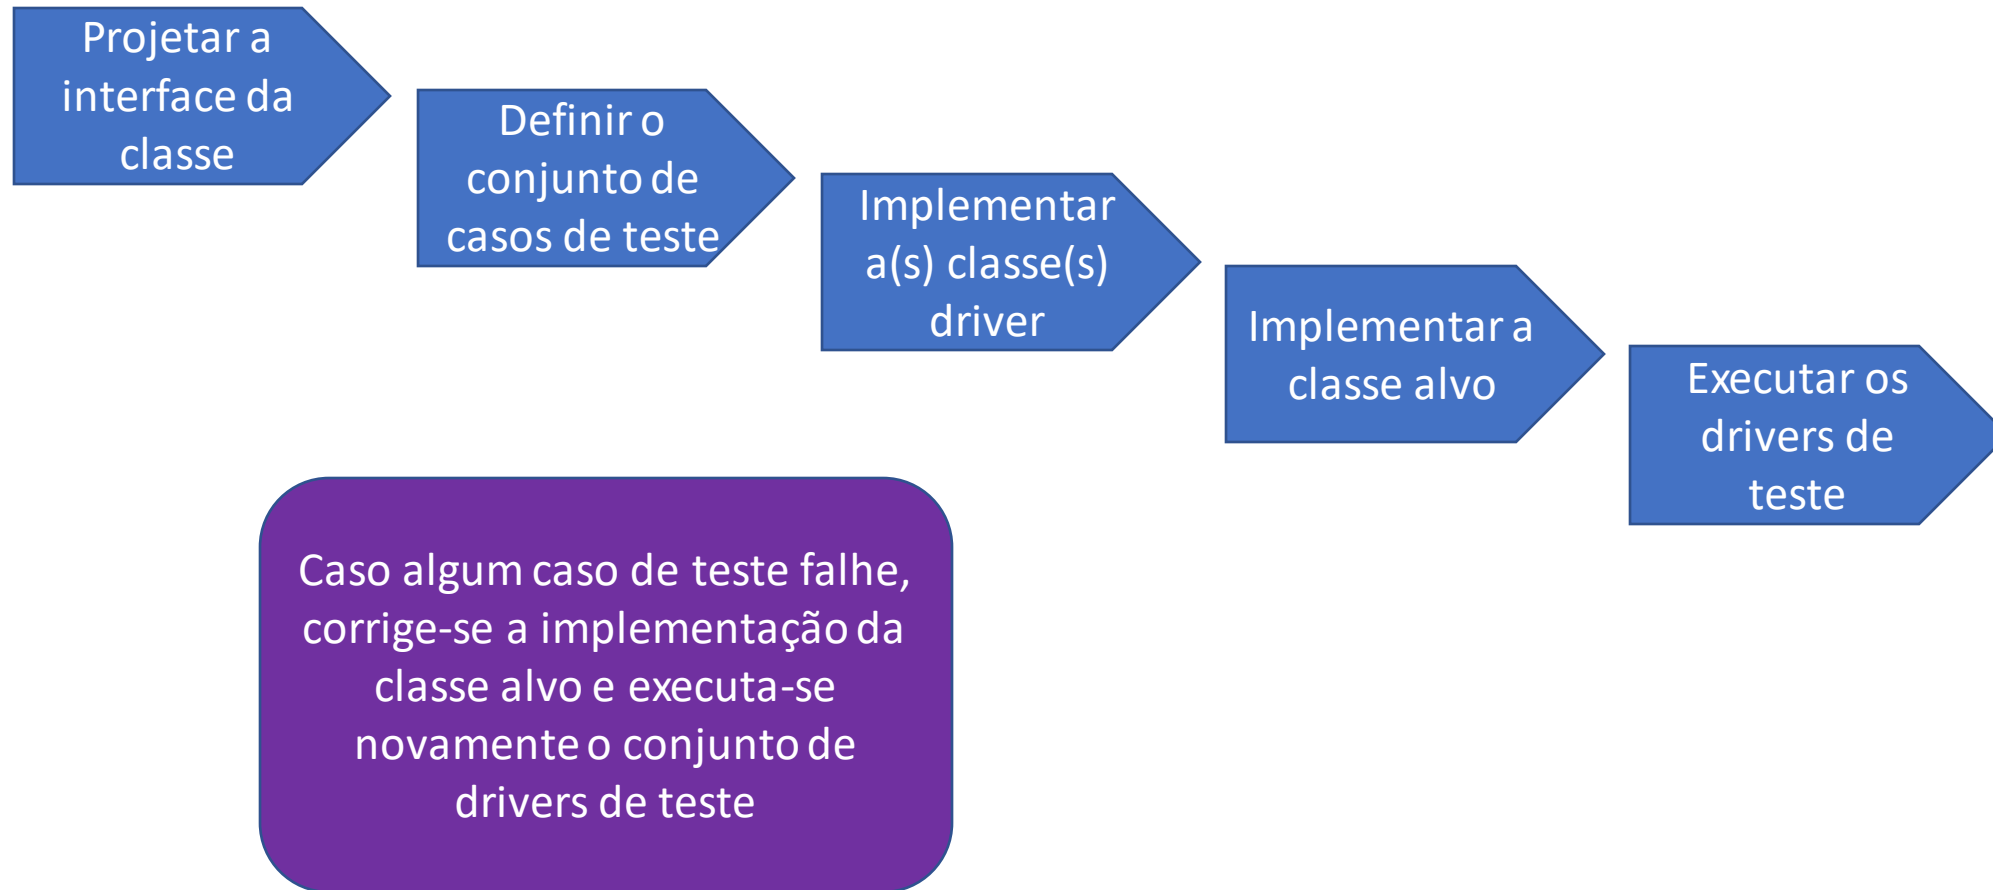 Projetar a
interface da
classe
Definir o
conjunto de
casos de teste
Implementar
a(s) classe(s)
driver
Implementar a
classe alvo
Executar os
drivers de
teste
Caso algum caso de teste falhe,
corrige-se a implementação da
classe alvo e executa-se
novamente o conjunto de
drivers de teste